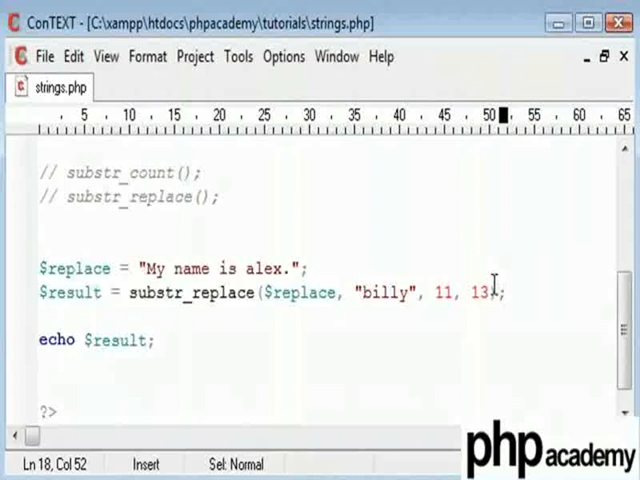 ConTEXT - [C:\xampp\htdocs\phpacademy\tutorials\strings.php]
File Edit View Format Project Tools Options Window Help
strings.php
5 10 15 20 25 30 35 40 45 50 55 60 65
// substr_count();
// substr_replace();
$replace = "My name is alex.";
$result = substr_replace($replace, "billy", 11, 13);
echo $result;
?>
Ln 18, Col 52 Insert Sel: Normal
php academy